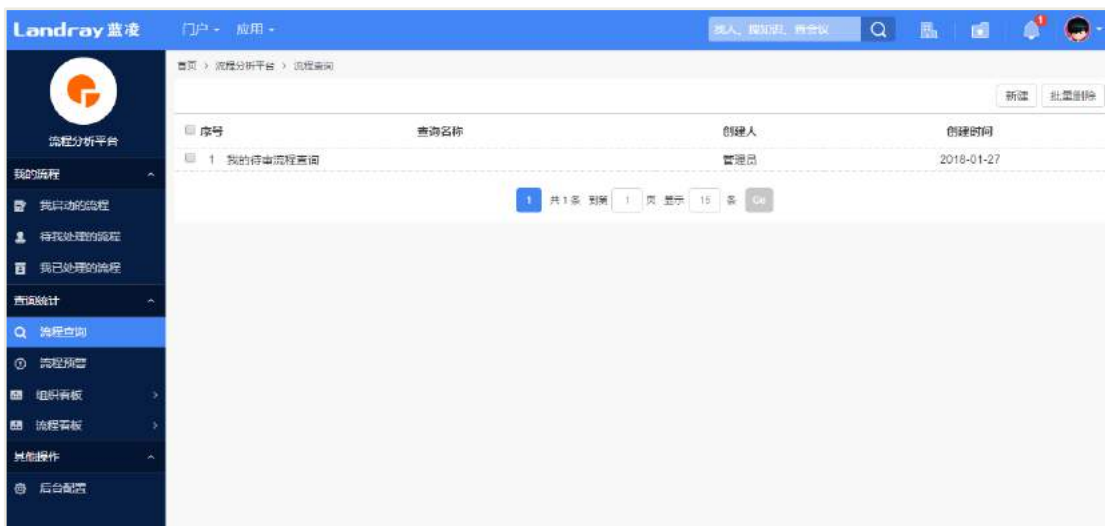 Landray 蓝凌
门户
应用
找人、搜知识、看会议
1
首页 > 流程分析平台 > 流程查询
新建
批量删除
流程分析平台
序号 查询名称 创建人 创建时间
1 我的待审流程查询 管理员 2018-01-27
1 共1条 到第 1 页 显示 15 条 Go
我的流程
我启动的流程
待我处理的流程
我已处理的流程
查询统计
流程查询
流程预警
组织看板
流程看板
其他操作
后台配置